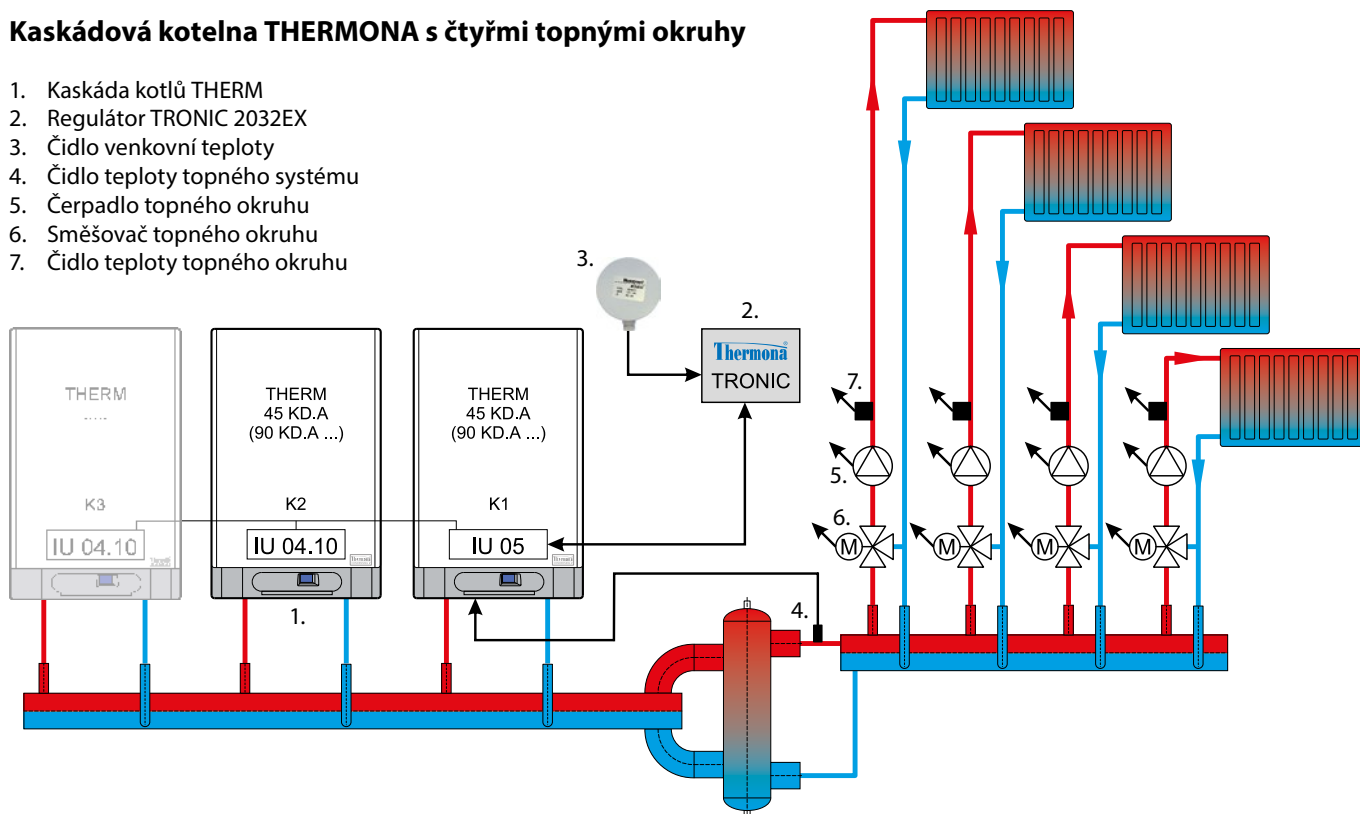 Kaskádová kotelna THERMONA s čtyřmi topnými okruhy
1. Kaskáda kotlů THERM
2. Regulátor TRONIC 2032EX
3. Čidlo venkovní teploty
4. Čidlo teploty topného systému
5. Čerpadlo topného okruhu
6. Směšovač topného okruhu
7. Čidlo teploty topného okruhu
3.
2.
Thermona®
TRONIC
THERM
.....
K3
IU 04.10
THERM
45 KD.A
(90 KD.A ...)
K2
IU 04.10
THERM
45 KD.A
(90 KD.A ...)
K1
IU 05
1.
4.
7.
5.
6.
M
M
M
M